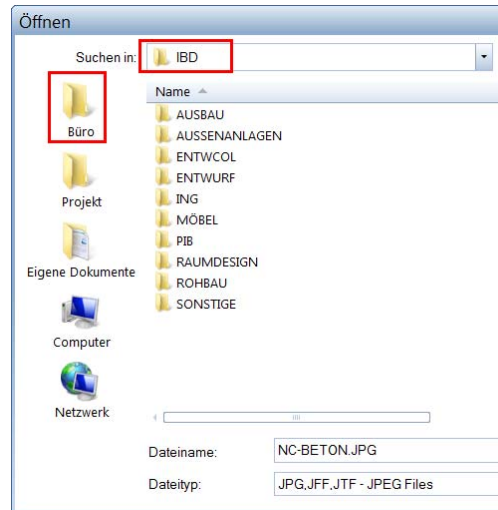 Öffnen
Suchen in: IBD
Büro
Projekt
Eigene Dokumente
Computer
Netzwerk
Name
AUSBAU
AUSSENANLAGEN
ENTWCOL
ENTWURF
ING
MÖBEL
PIB
RAUMDESIGN
ROHBAU
SONSTIGE
Dateiname: NC-BETON.JPG
Dateityp: JPG,JFF,JTF - JPEG Files